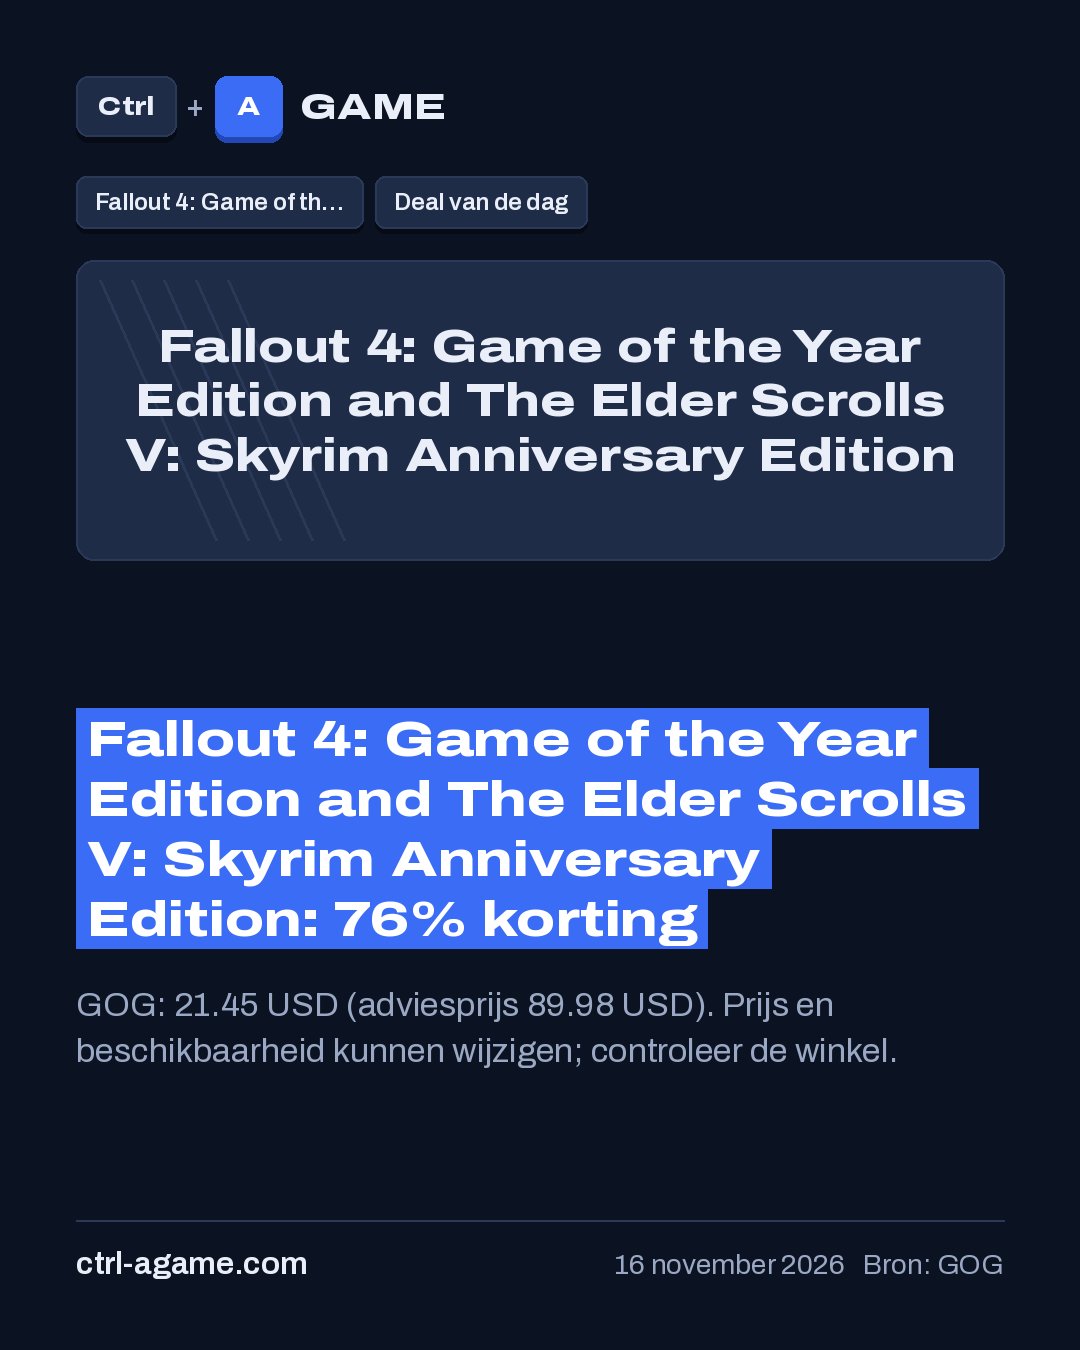 Ctrl + A GAME
Fallout 4: Game of th... Deal van de dag
Fallout 4: Game of the Year
Edition and The Elder Scrolls
V: Skyrim Anniversary Edition
Fallout 4: Game of the Year
Edition and The Elder Scrolls
V: Skyrim Anniversary
Edition: 76% korting
GOG: 21.45 USD (adviesprijs 89.98 USD). Prijs en
beschikbaarheid kunnen wijzigen; controleer de winkel.
ctrl-agame.com 16 november 2026 Bron: GOG